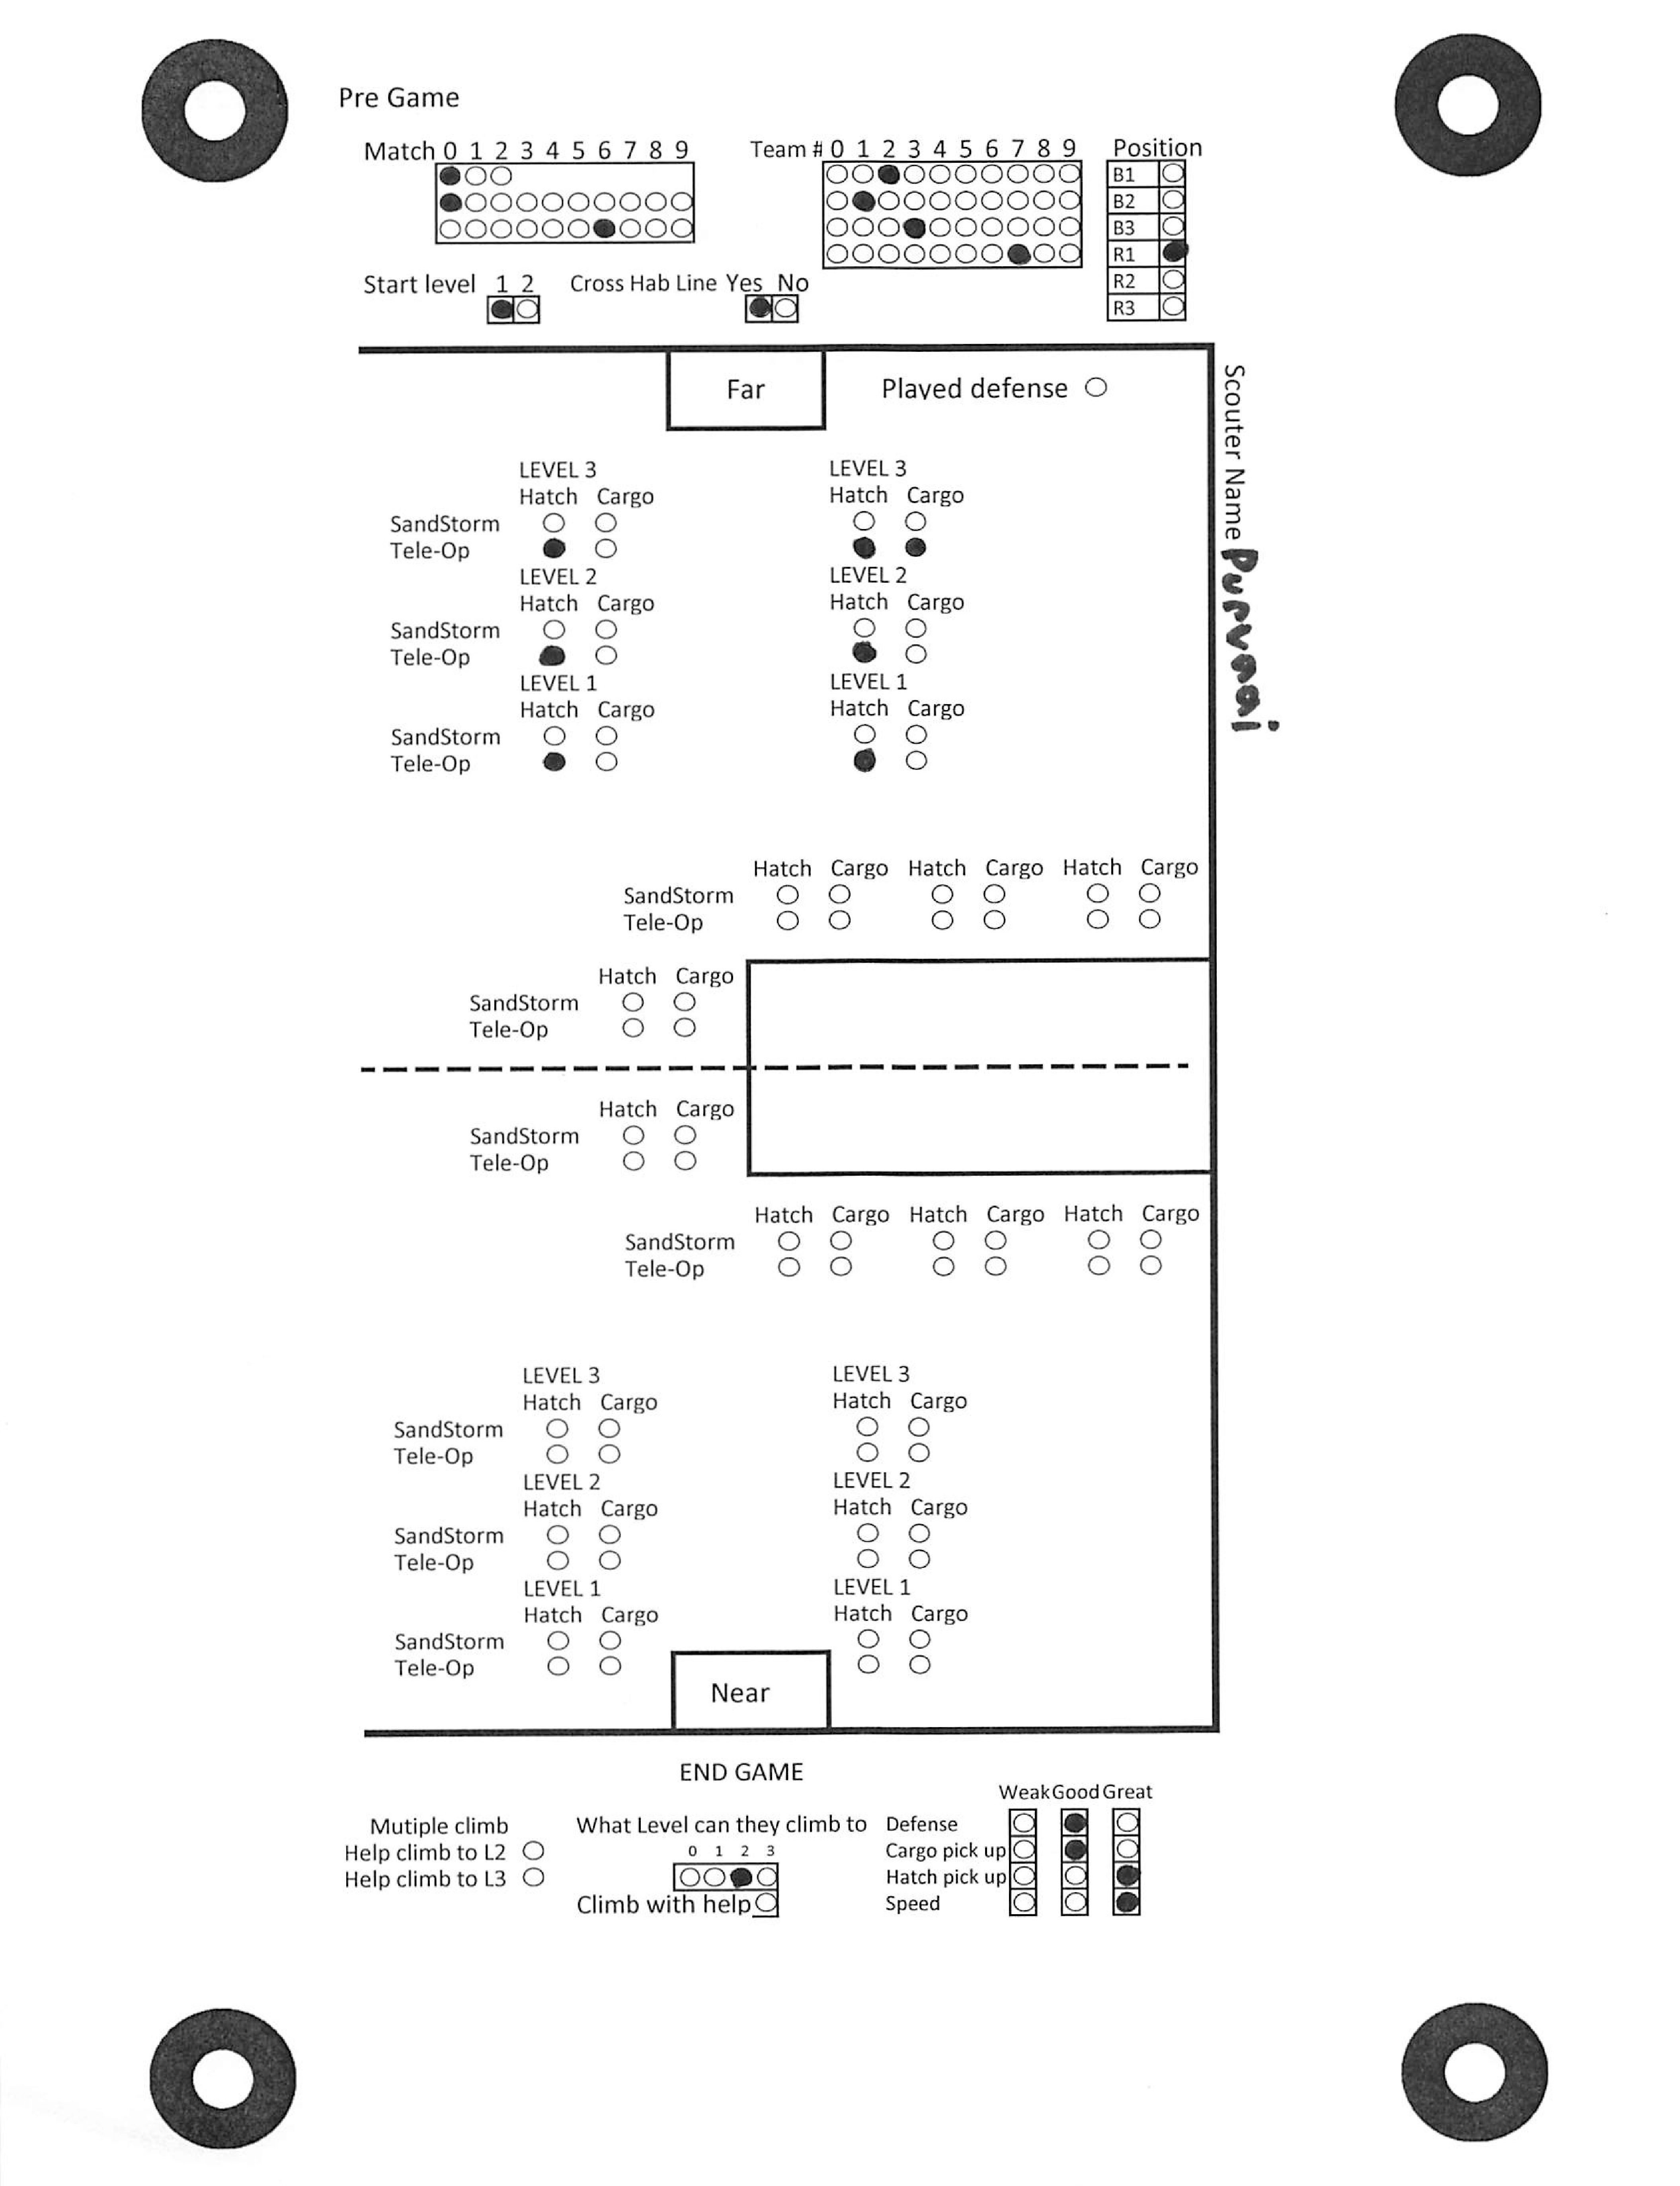 Pre Game
Match 0 1 2 3 4 5 6 7 8 9
Team # 0 1 2 3 4 5 6 7 8 9
Position
B1
B2
B3
R1
R2
R3
Start level 1 2
Cross Hab Line Yes No
Far
Played defense
Scouter Name
LEVEL 3 LEVEL 3
Hatch Cargo Hatch Cargo
SandStorm
Tele-Op
LEVEL 2 LEVEL 2
Hatch Cargo Hatch Cargo
SandStorm
Tele-Op
LEVEL 1 LEVEL 1
Hatch Cargo Hatch Cargo
SandStorm
Tele-Op
Hatch Cargo Hatch Cargo Hatch Cargo
SandStorm
Tele-Op
Hatch Cargo
SandStorm
Tele-Op
Hatch Cargo
SandStorm
Tele-Op
Hatch Cargo Hatch Cargo Hatch Cargo
SandStorm
Tele-Op
LEVEL 3 LEVEL 3
Hatch Cargo Hatch Cargo
SandStorm
Tele-Op
LEVEL 2 LEVEL 2
Hatch Cargo Hatch Cargo
SandStorm
Tele-Op
LEVEL 1 LEVEL 1
Hatch Cargo Hatch Cargo
SandStorm
Tele-Op
Near
END GAME
Mutiple climb
Help climb to L2
Help climb to L3
What Level can they climb to
0 1 2 3
Climb with help
Weak Good Great
Defense
Cargo pick up
Hatch pick up
Speed